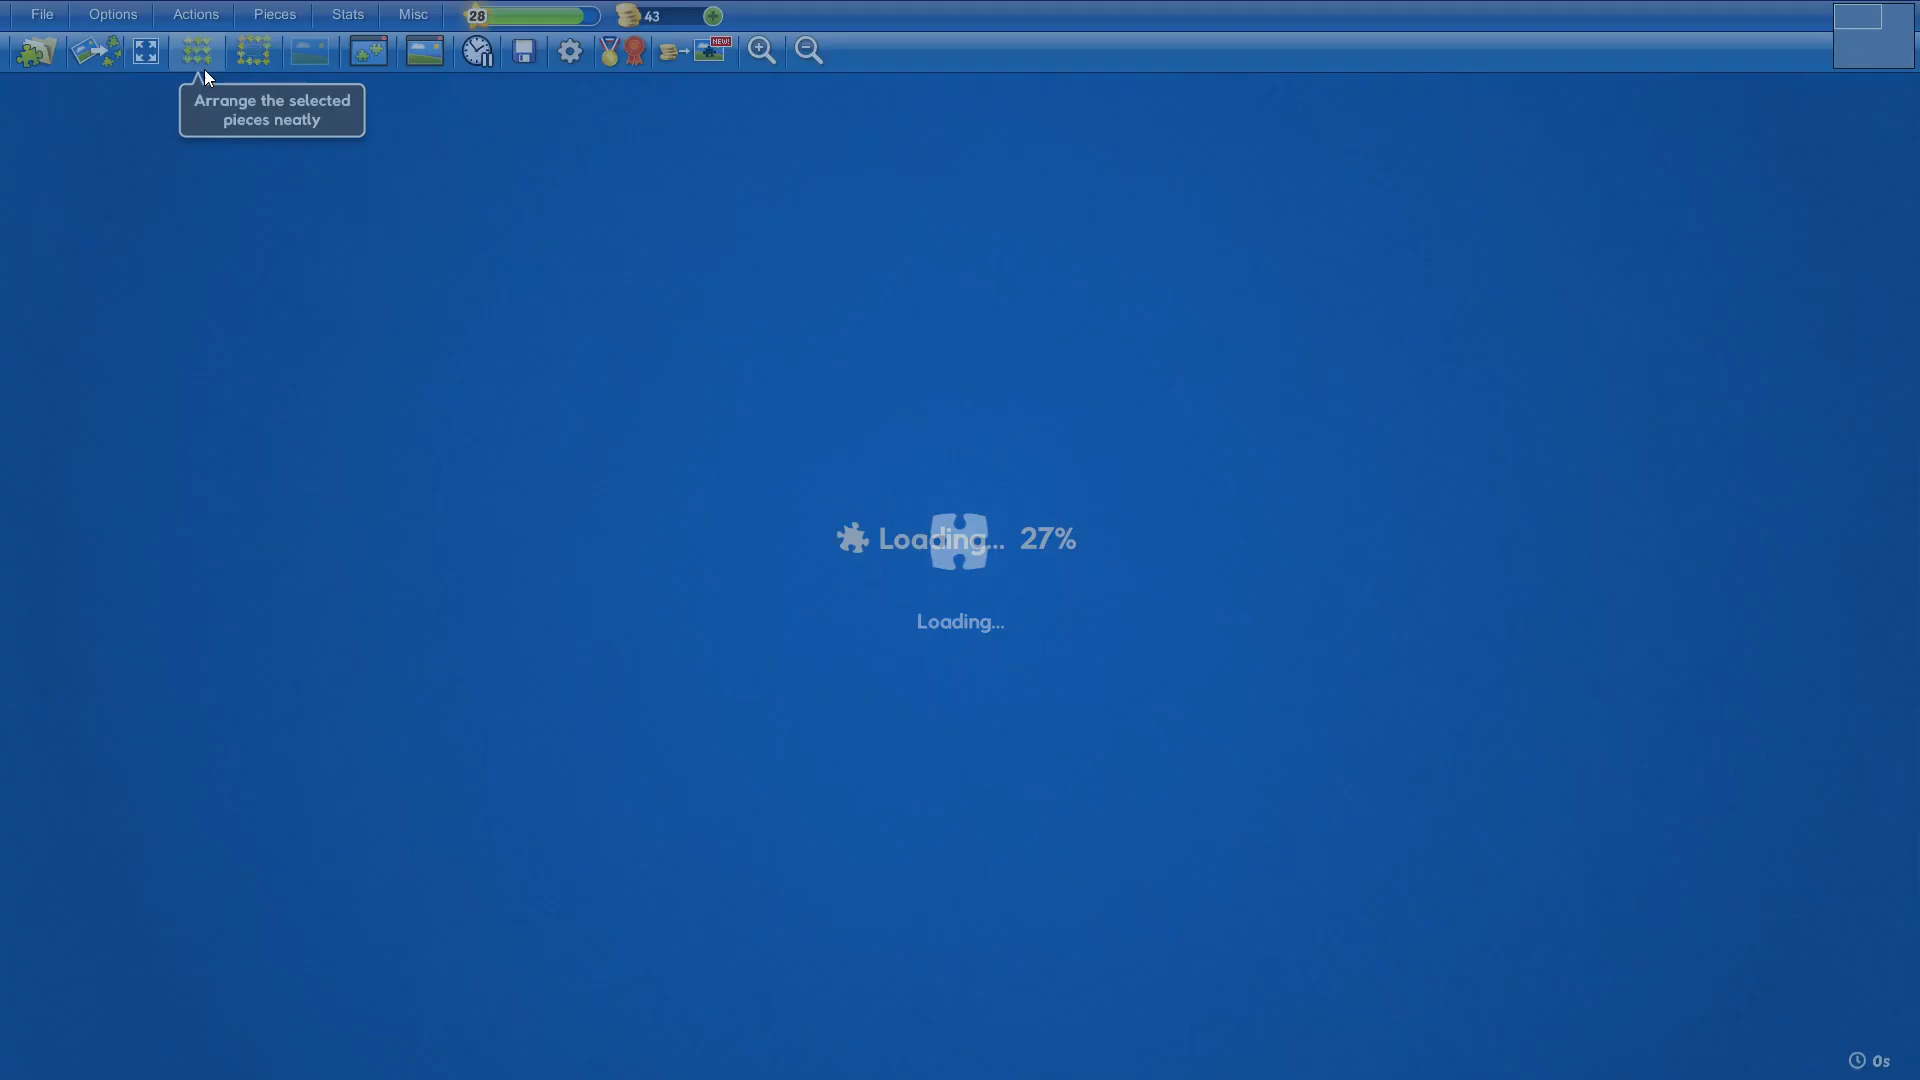 File Options Actions Pieces Stats Misc 28 43
NEW!
Arrange the selected
pieces neatly
Loading... 27%
Loading...
0s